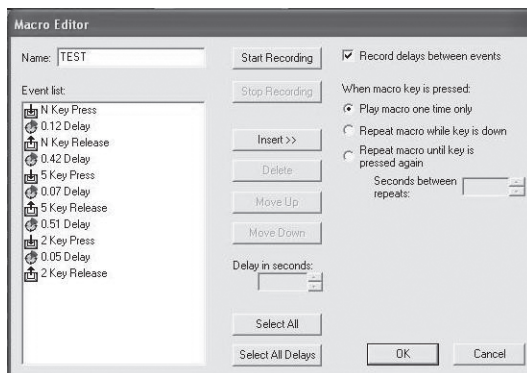 Macro Editor
Name: TEST
Event list:
N Key Press
0.12 Delay
N Key Release
0.42 Delay
5 Key Press
0.07 Delay
5 Key Release
0.51 Delay
2 Key Press
0.05 Delay
2 Key Release
Start Recording
Stop Recording
Insert >>
Delete
Move Up
Move Down
Delay in seconds:
Select All
Select All Delays
Record delays between events
When macro key is pressed:
Play macro one time only
Repeat macro while key is down
Repeat macro until key is
pressed again
Seconds between
repeats:
OK
Cancel